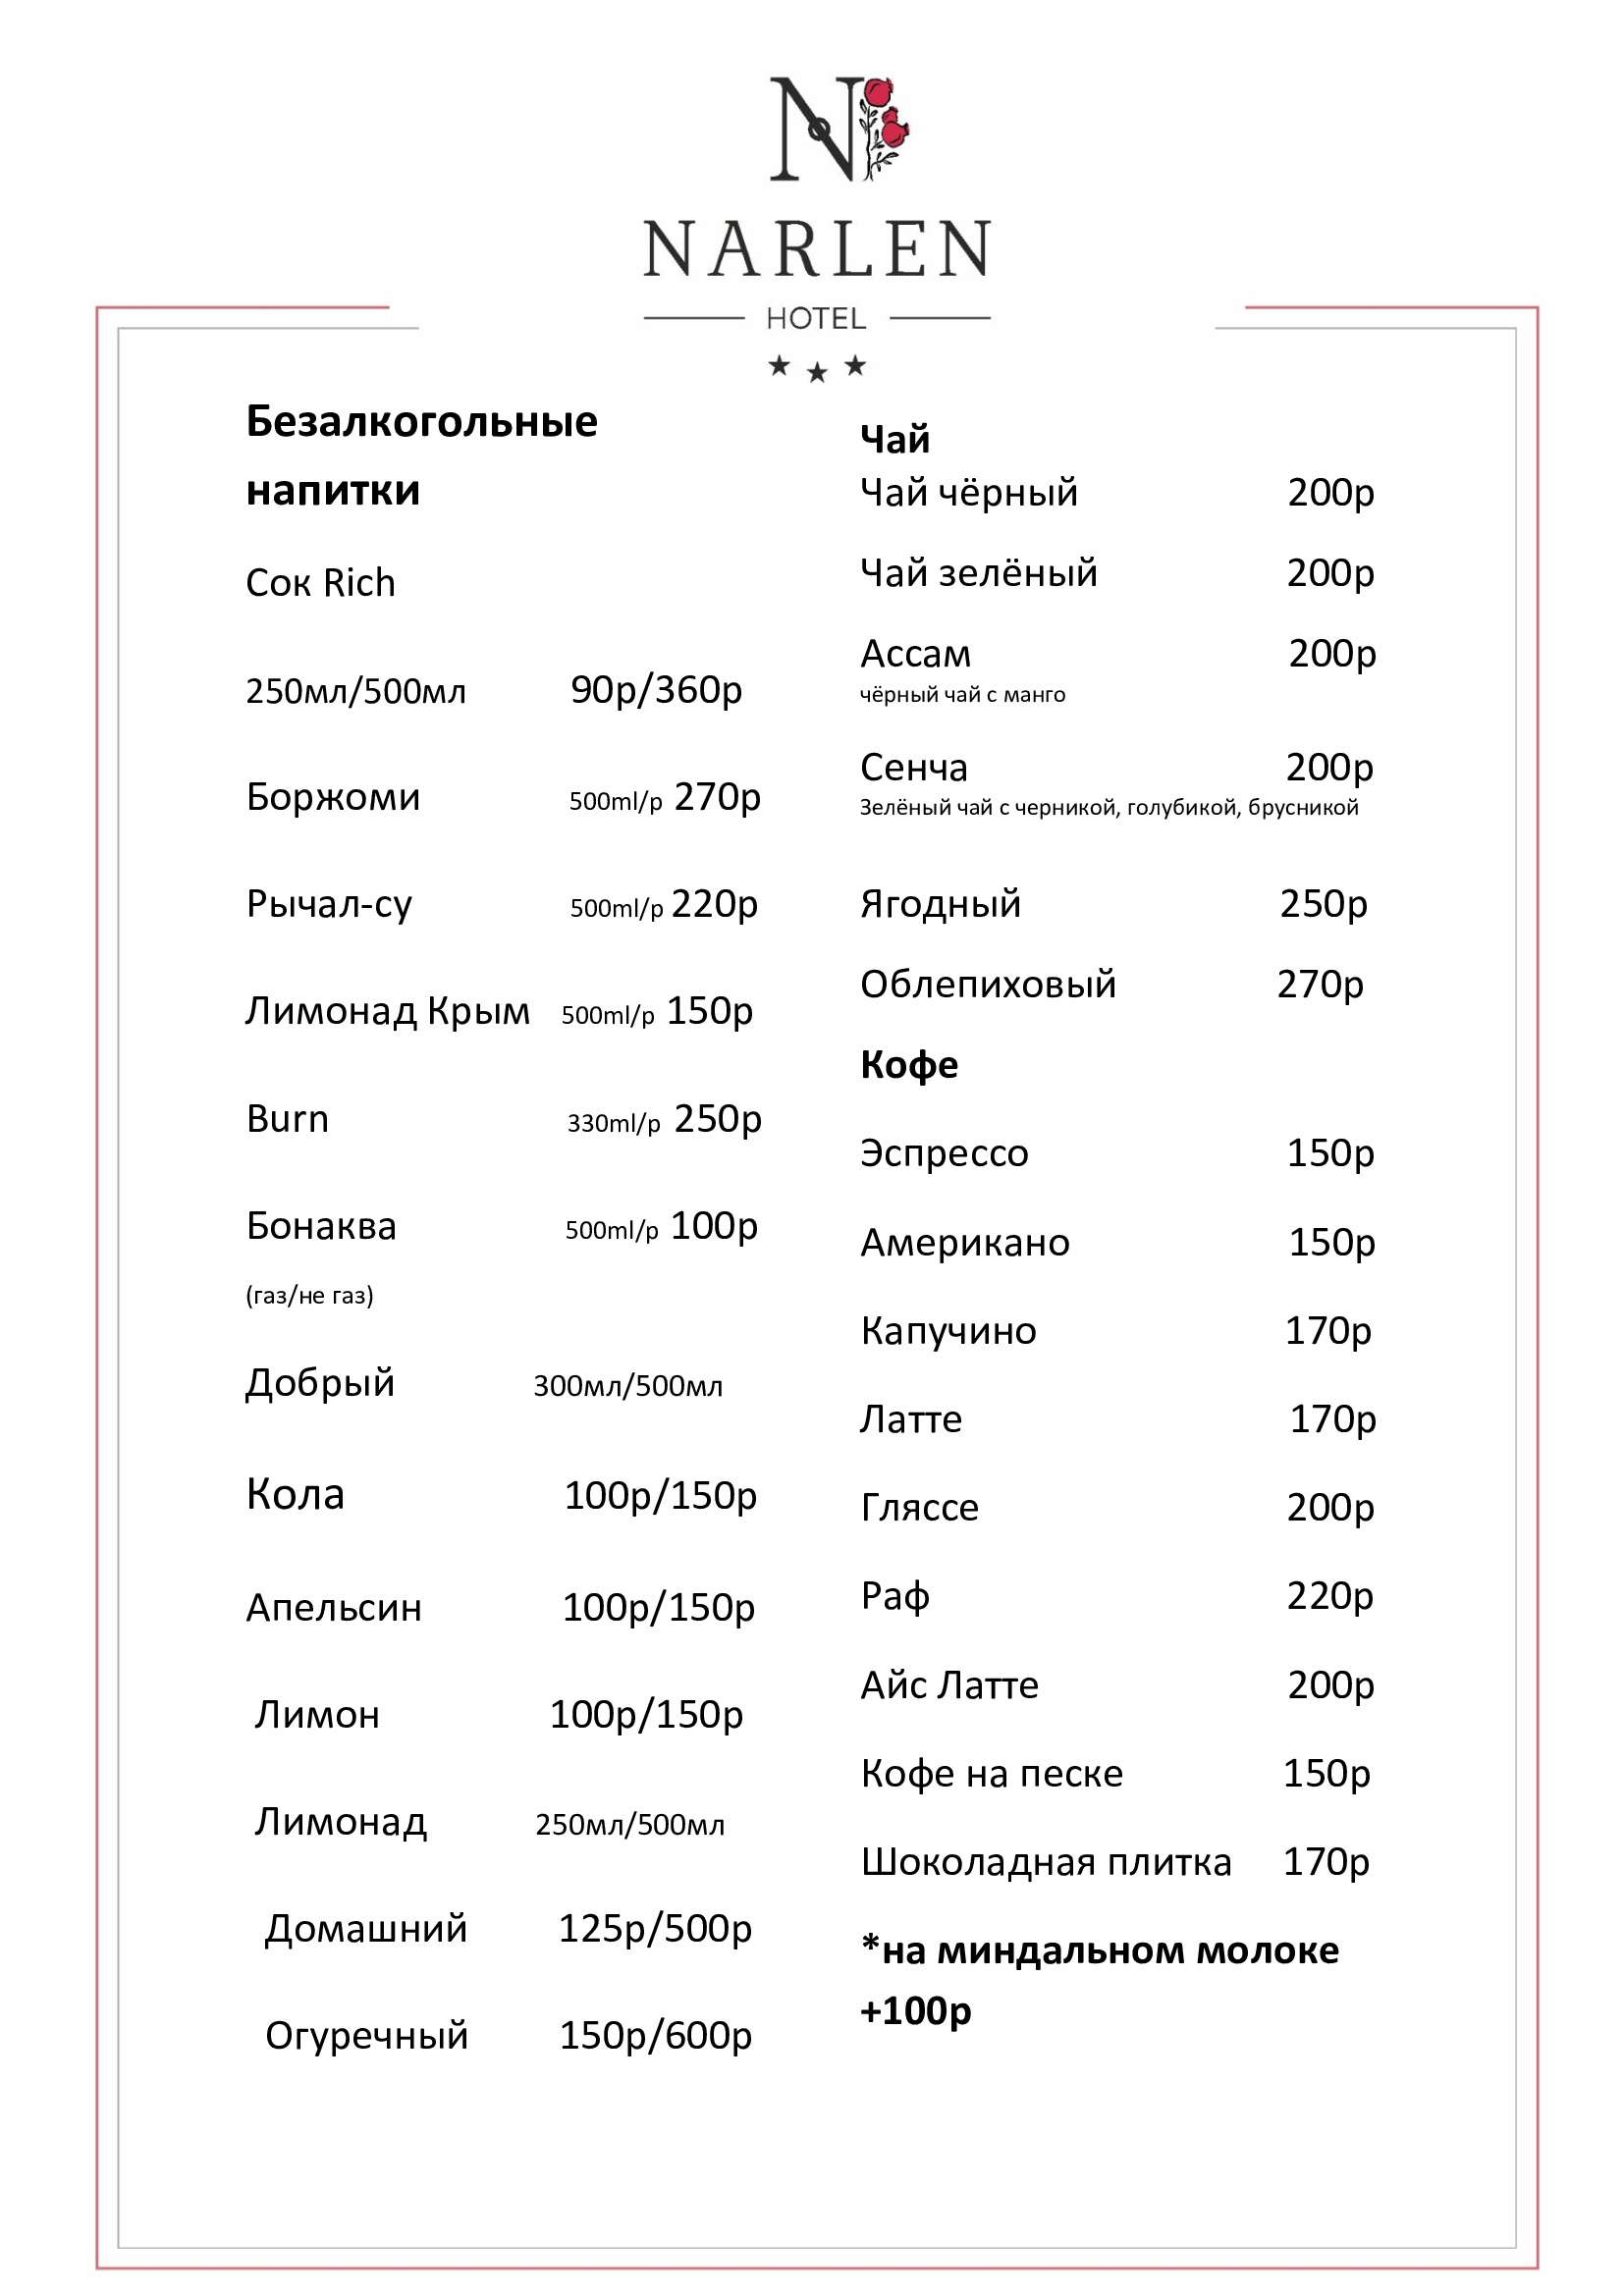 N
NARLEN
HOTEL
Безалкогольные
напитки
Сок Rich
250мл/500мл 90р/360р
Боржоми 500ml/р 270р
Рычал-су 500ml/р 220р
Лимонад Крым 500ml/р 150р
Burn 330ml/р 250р
Бонаква 500ml/р 100р
(газ/не газ)
Добрый 300мл/500мл
Кола 100р/150р
Апельсин 100р/150р
Лимон 100р/150р
Лимонад 250мл/500мл
Домашний 125р/500р
Огуречный 150р/600р
Чай
Чай чёрный 200р
Чай зелёный 200р
Ассам 200р
чёрный чай с манго
Сенча 200р
Зелёный чай с черникой, голубикой, брусникой
Ягодный 250р
Облепиховый 270р
Кофе
Эспрессо 150р
Американо 150р
Капучино 170р
Латте 170р
Гляссе 200р
Раф 220р
Айс Латте 200р
Кофе на песке 150р
Шоколадная плитка 170р
*на миндальном молоке
+100р